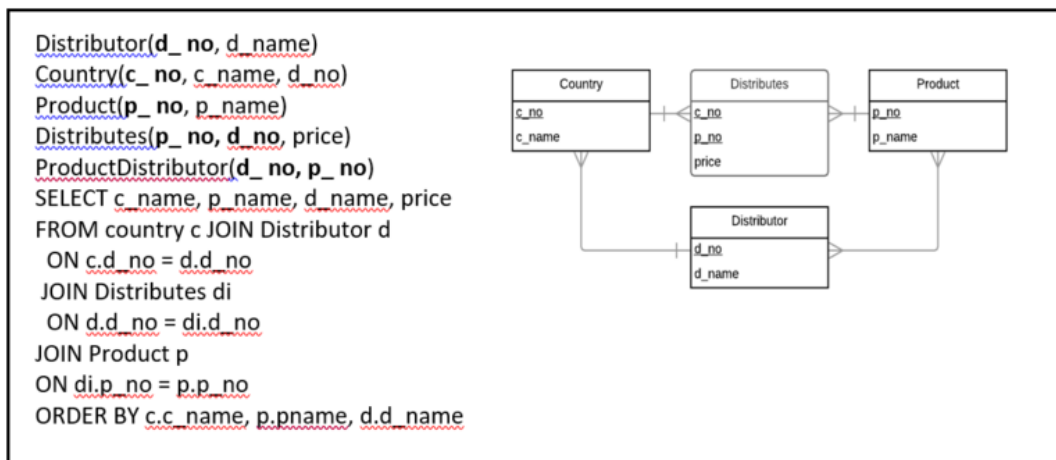 Distributor(d_ no, d_name)
Country(c_ no, c_name, d_no)
Product(p_ no, p_name)
Distributes(p_ no, d_no, price)
ProductDistributor(d_ no, p_ no)
SELECT c_name, p_name, d_name, price
FROM country c JOIN Distributor d
ON c.d_no = d.d_no
JOIN Distributes di
ON d.d_no = di.d_no
JOIN Product p
ON di.p_no = p.p_no
ORDER BY c.c_name, p.pname, d.d_name
Country
c_no
c_name
Distributes
c_no
p_no
price
Product
p_no
p_name
Distributor
d_no
d_name